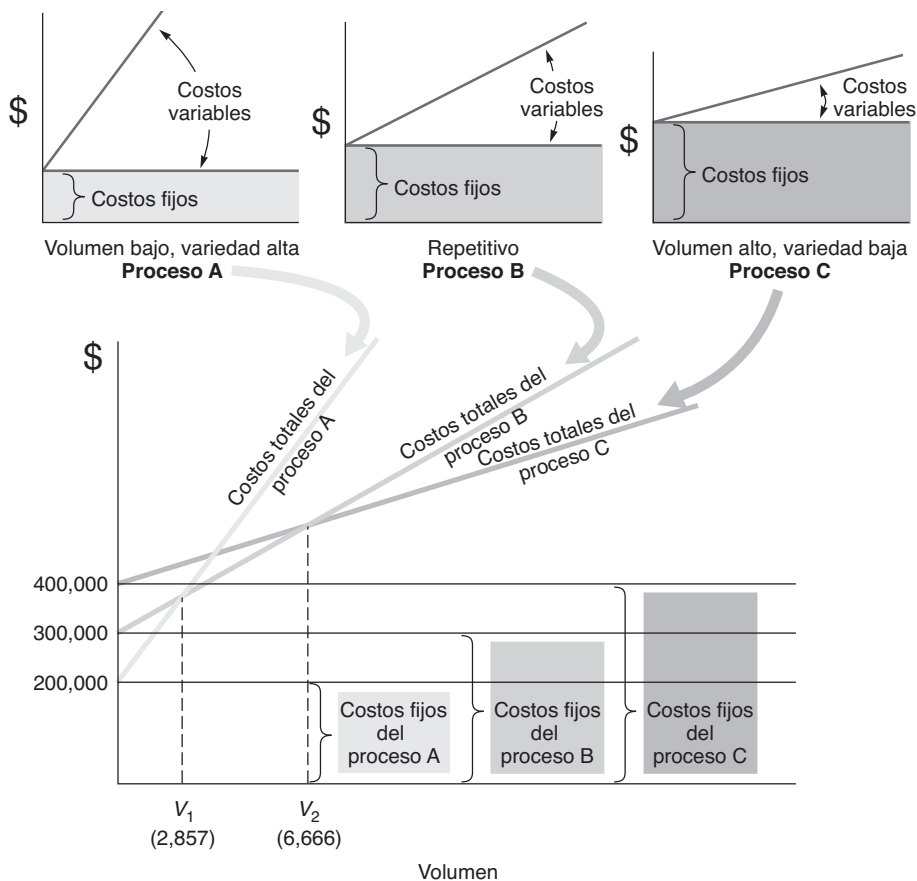 $
Costos
variables
Costos fijos
Volumen bajo, variedad alta
Proceso A
$
Costos
variables
Costos fijos
Repetitivo
Proceso B
$
Costos
variables
Costos fijos
Volumen alto, variedad baja
Proceso C
$
Costos totales del
proceso A
Costos totales del
proceso B
Costos totales del
proceso C
400,000
300,000
200,000
Costos fijos
del
proceso A
Costos fijos
del
proceso B
Costos fijos
del
proceso C
V1
(2,857)
V2
(6,666)
Volumen